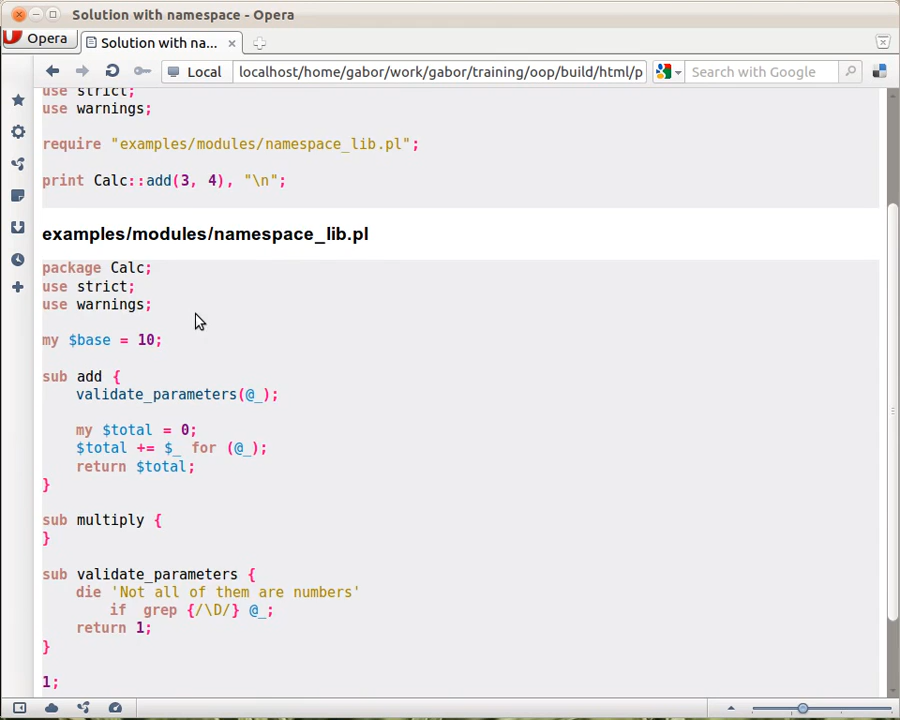 Solution with namespace - Opera
Opera
Solution with na...
Local
localhost/home/gabor/work/gabor/training/oop/build/html/p
Search with Google
use strict;
use warnings;
require "examples/modules/namespace_lib.pl";
print Calc::add(3, 4), "\n";
examples/modules/namespace_lib.pl
package Calc;
use strict;
use warnings;
my $base = 10;
sub add {
validate_parameters(@_);
my $total = 0;
$total += $_ for (@_);
return $total;
}
sub multiply {
}
sub validate_parameters {
die 'Not all of them are numbers'
if  grep {/\D/} @_;
return 1;
}
1;